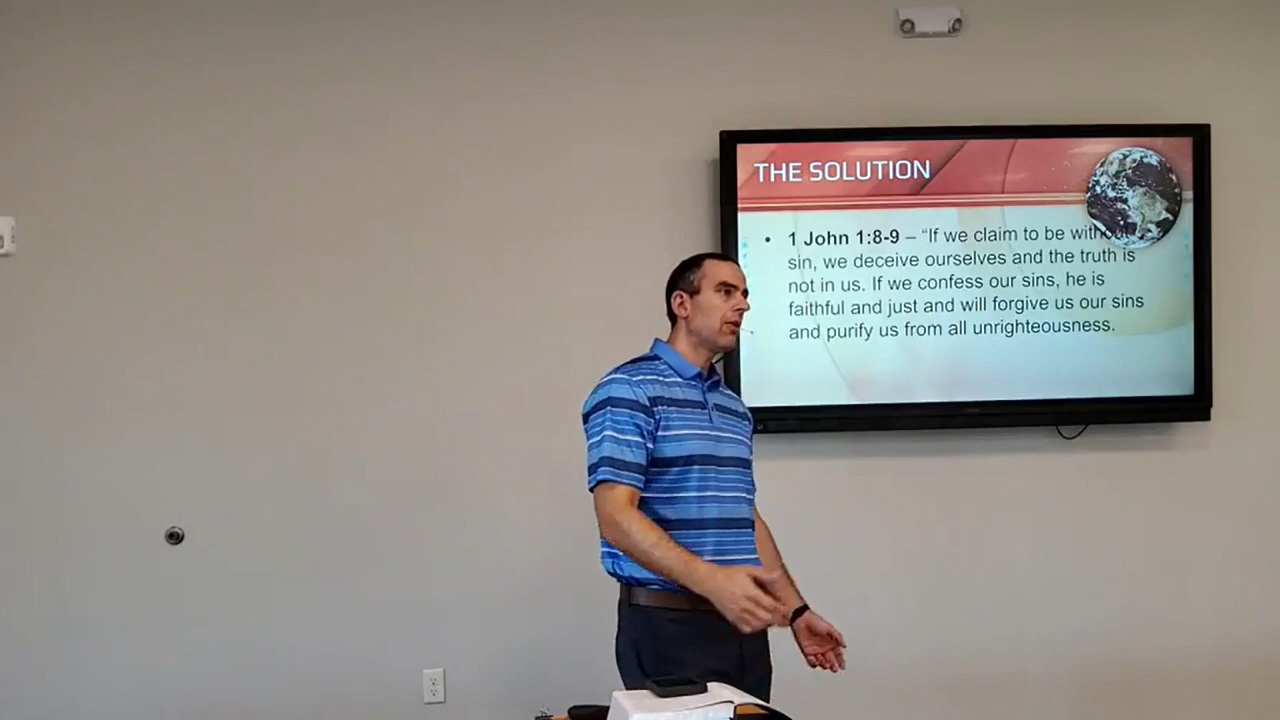 THE SOLUTION
• 1 John 1:8-9 – “If we claim to be without
sin, we deceive ourselves and the truth is
not in us. If we confess our sins, he is
faithful and just and will forgive us our sins
and purify us from all unrighteousness.